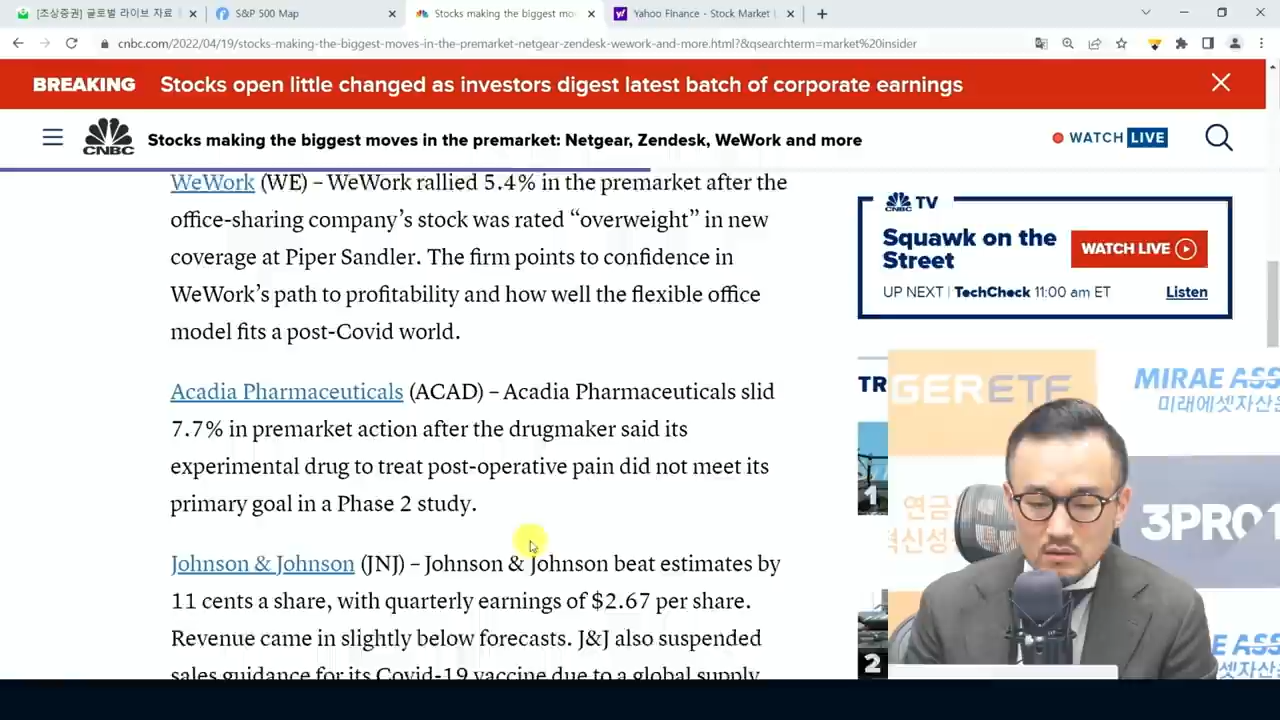 [조상증권] 글로벌 라이브 자료
S&P 500 Map
Stocks making the biggest mo
Yahoo Finance - Stock Market
cnbc.com/2022/04/19/stocks-making-the-biggest-moves-in-the-premarket-netgear-zendesk-wework-and-more.html?&qsearchterm=market%20insider
BREAKING Stocks open little changed as investors digest latest batch of corporate earnings
CNBC
Stocks making the biggest moves in the premarket: Netgear, Zendesk, WeWork and more
WATCH LIVE
WeWork (WE) – WeWork rallied 5.4% in the premarket after the
office-sharing company’s stock was rated “overweight” in new
coverage at Piper Sandler. The firm points to confidence in
WeWork’s path to profitability and how well the flexible office
model fits a post-Covid world.
Acadia Pharmaceuticals (ACAD) – Acadia Pharmaceuticals slid
7.7% in premarket action after the drugmaker said its
experimental drug to treat post-operative pain did not meet its
primary goal in a Phase 2 study.
Johnson & Johnson (JNJ) – Johnson & Johnson beat estimates by
11 cents a share, with quarterly earnings of $2.67 per share.
Revenue came in slightly below forecasts. J&J also suspended
sales guidance for its Covid-19 vaccine due to a global supply
CNBC TV
Squawk on the
Street
WATCH LIVE
UP NEXT | TechCheck 11:00 am ET
Listen
TR
1
2
GERETF
MIRAE ASS
미래에셋자산운
연금
혁신성
3PRO
E ASS
셋자산